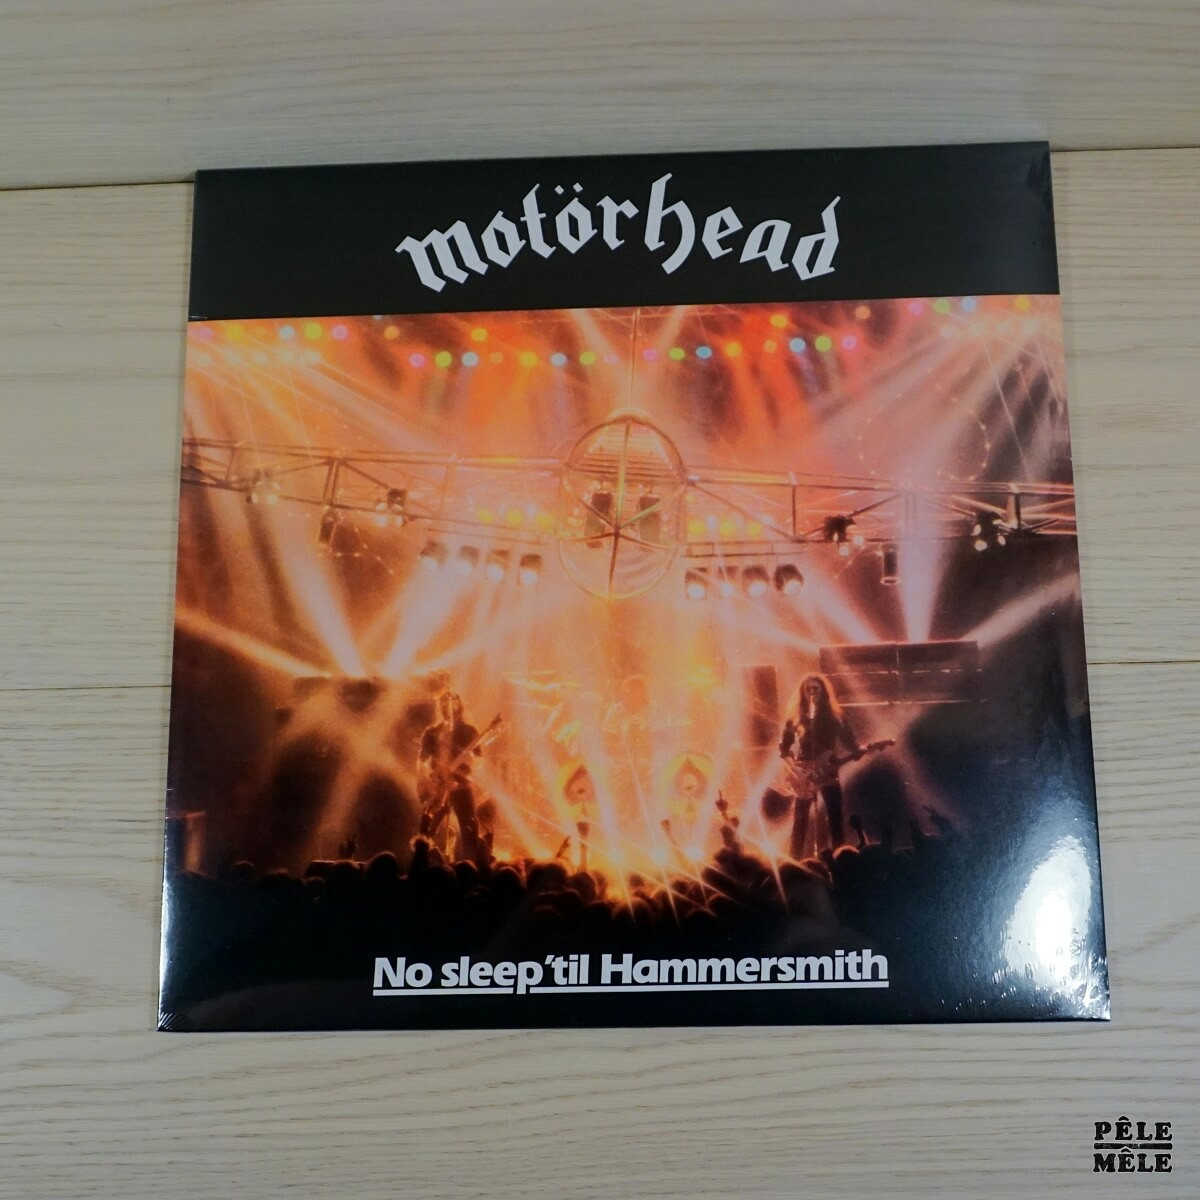 motörhead
No sleep 'til Hammersmith
PÊLE
MÊLE